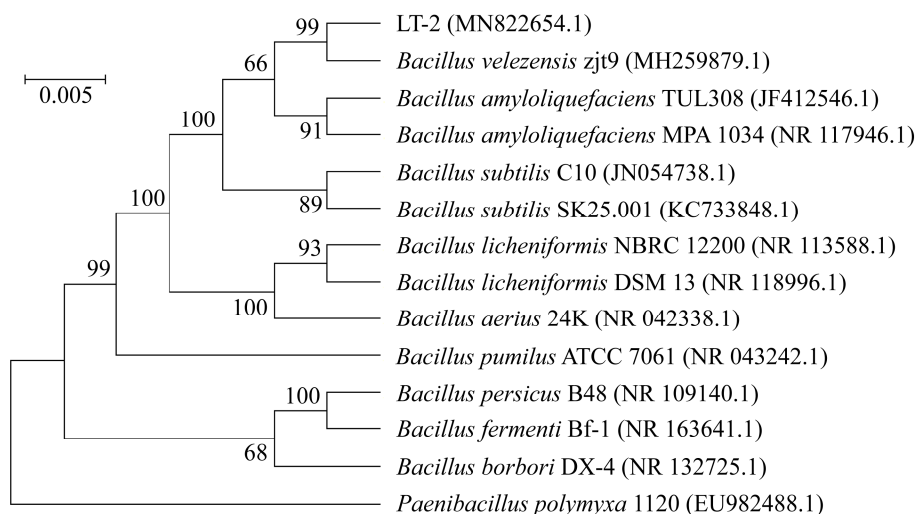 99
LT-2 (MN822654.1)
66
Bacillus velezensis zjt9 (MH259879.1)
0.005
Bacillus amyloliquefaciens TUL308 (JF412546.1)
100
91
Bacillus amyloliquefaciens MPA 1034 (NR 117946.1)
Bacillus subtilis C10 (JN054738.1)
100
89
Bacillus subtilis SK25.001 (KC733848.1)
93
Bacillus licheniformis NBRC 12200 (NR 113588.1)
99
Bacillus licheniformis DSM 13 (NR 118996.1)
100
Bacillus aerius 24K (NR 042338.1)
Bacillus pumilus ATCC 7061 (NR 043242.1)
100
Bacillus persicus B48 (NR 109140.1)
Bacillus fermenti Bf-1 (NR 163641.1)
68
Bacillus borbori DX-4 (NR 132725.1)
Paenibacillus polymyxa 1120 (EU982488.1)